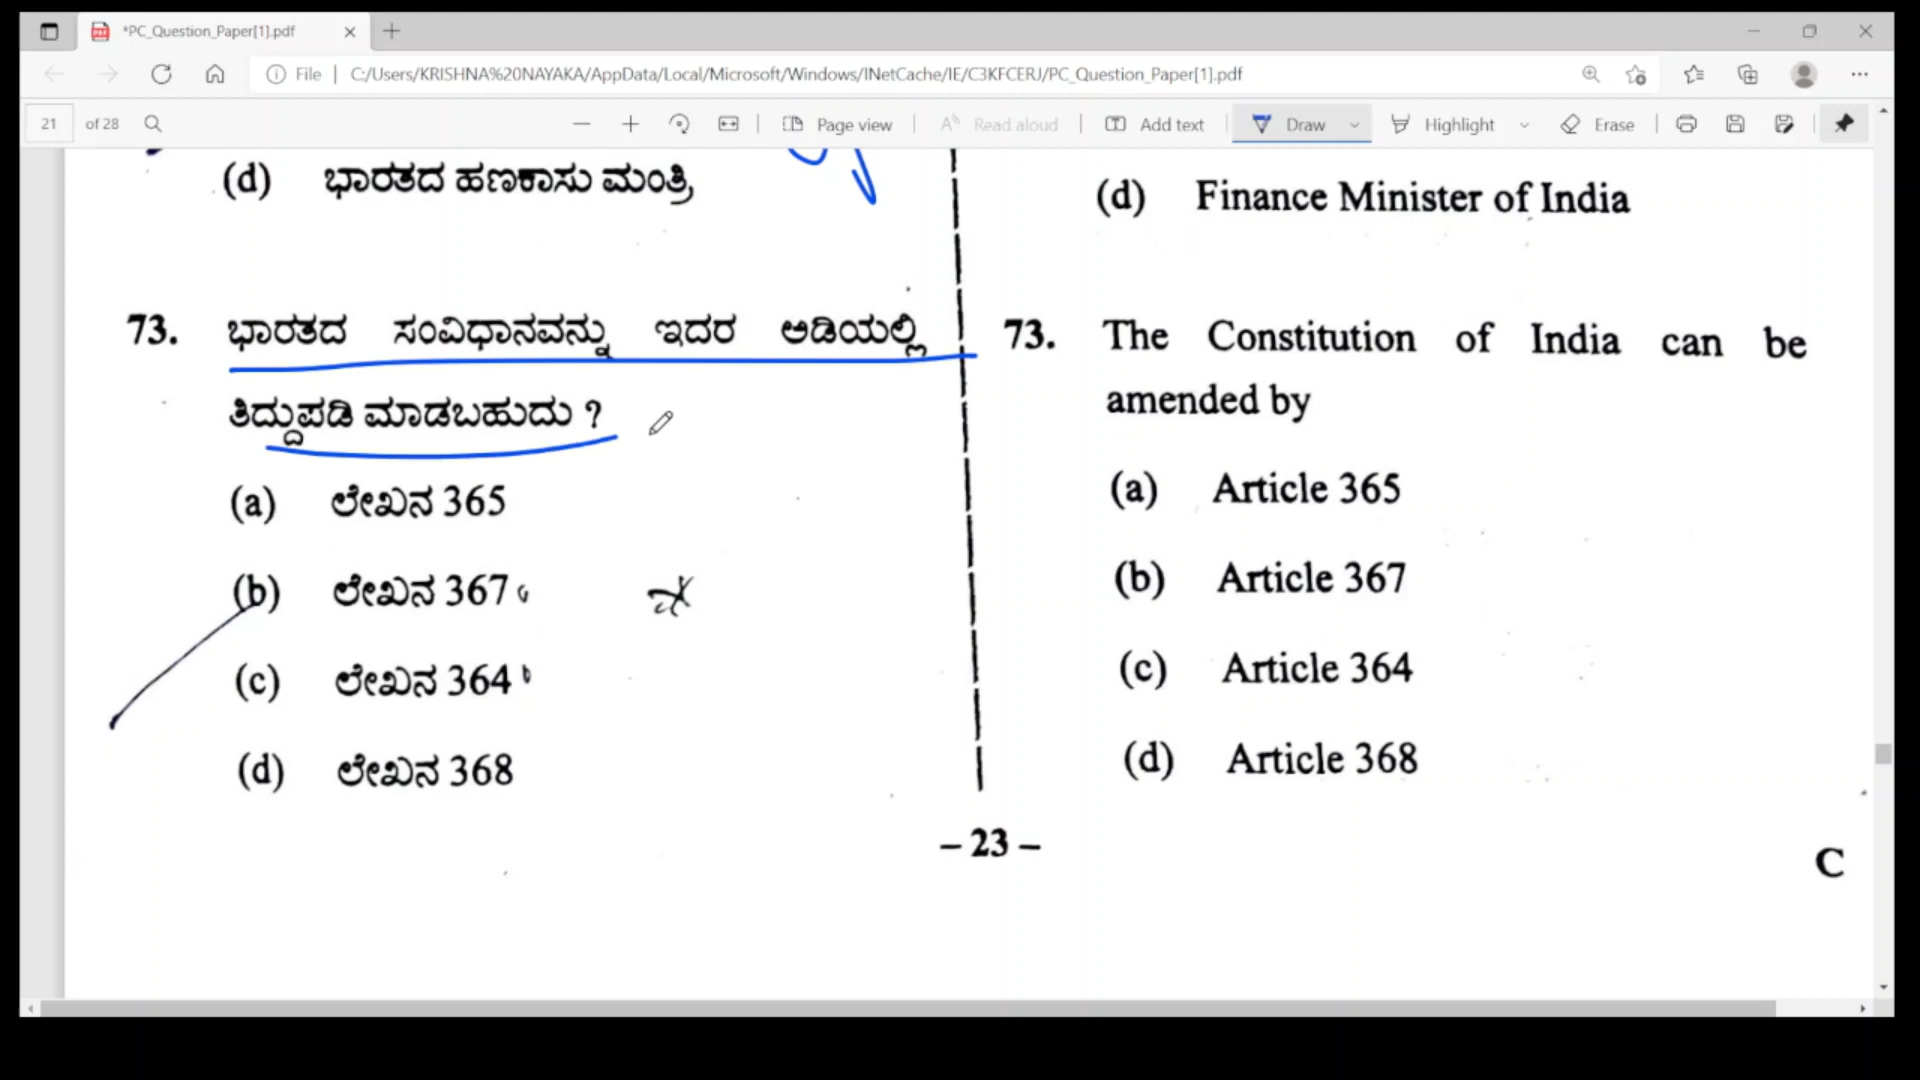 *PC_Question_Paper[1].pdf
File | C:/Users/KRISHNA%20NAYAKA/AppData/Local/Microsoft/Windows/INetCache/IE/C3KFCERJ/PC_Question_Paper[1].pdf
21 of 28 Page view Read aloud Add text Draw Highlight Erase
(d) ಭಾರತದ ಹಣಕಾಸು ಮಂತ್ರಿ
73. ಭಾರತದ ಸಂವಿಧಾನವನ್ನು ಇದರ ಅಡಿಯಲ್ಲಿ
ತಿದ್ದುಪಡಿ ಮಾಡಬಹುದು ?
(a) ಲೇಖನ 365
(b) ಲೇಖನ 367
(c) ಲೇಖನ 364
(d) ಲೇಖನ 368
(d) Finance Minister of India
73. The Constitution of India can be
amended by
(a) Article 365
(b) Article 367
(c) Article 364
(d) Article 368
– 23 –
C